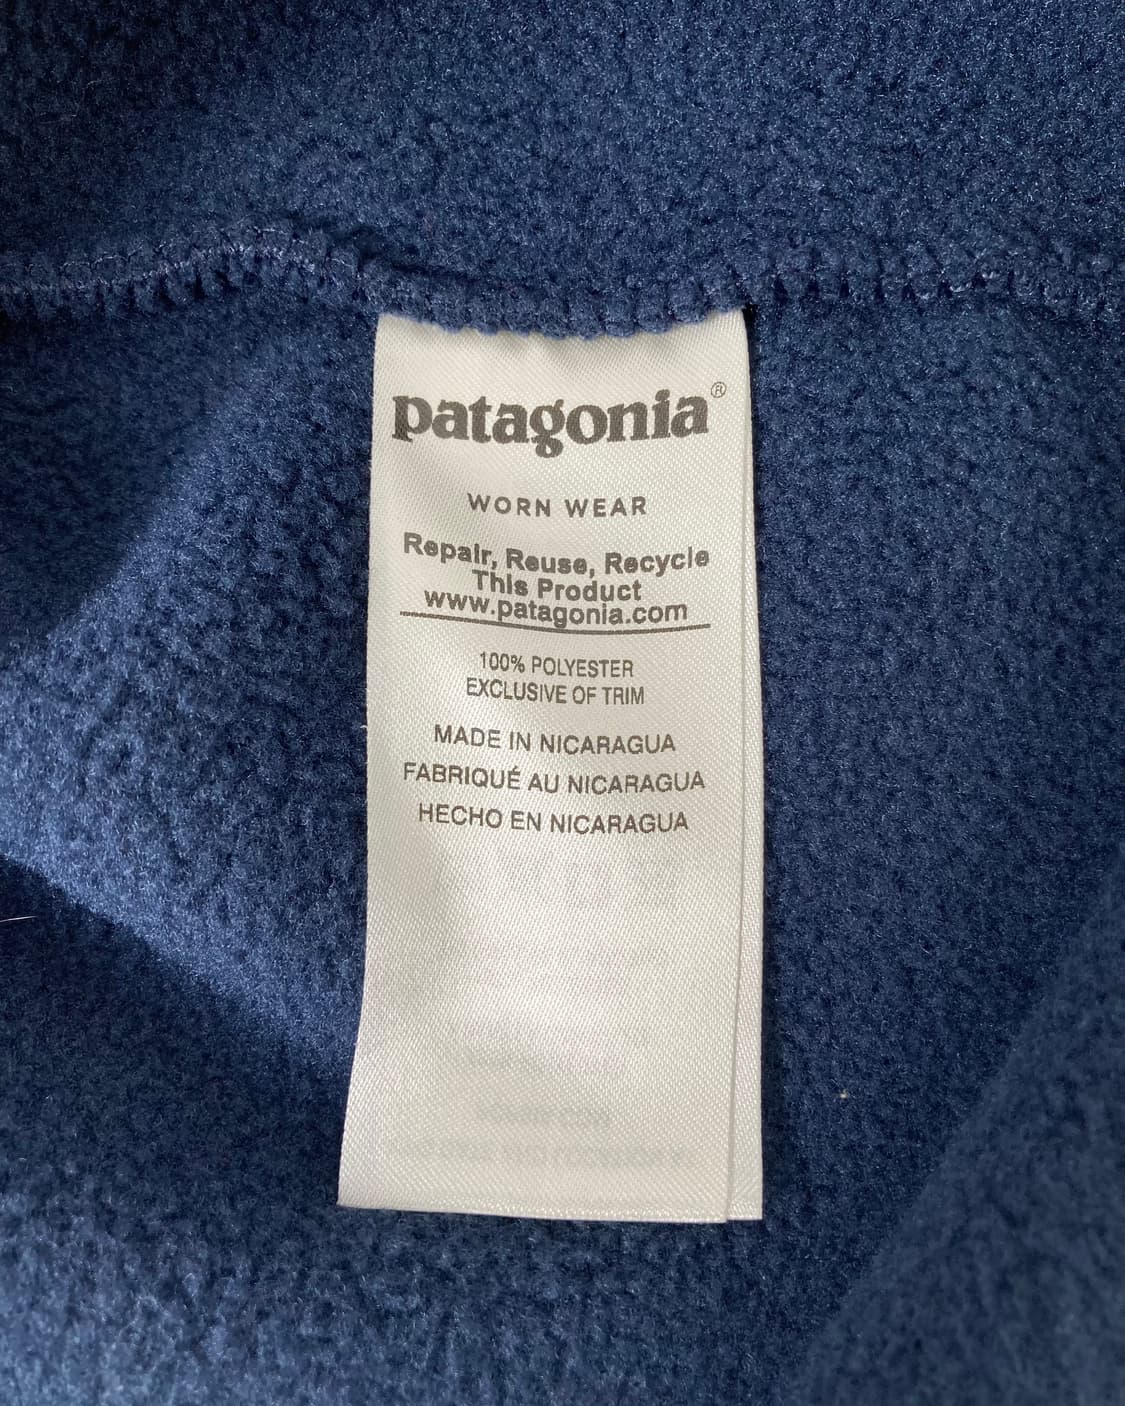 patagonia®
WORN WEAR
Repair, Reuse, Recycle
This Product
www.patagonia.com
100% POLYESTER
EXCLUSIVE OF TRIM
MADE IN NICARAGUA
FABRIQUÉ AU NICARAGUA
HECHO EN NICARAGUA